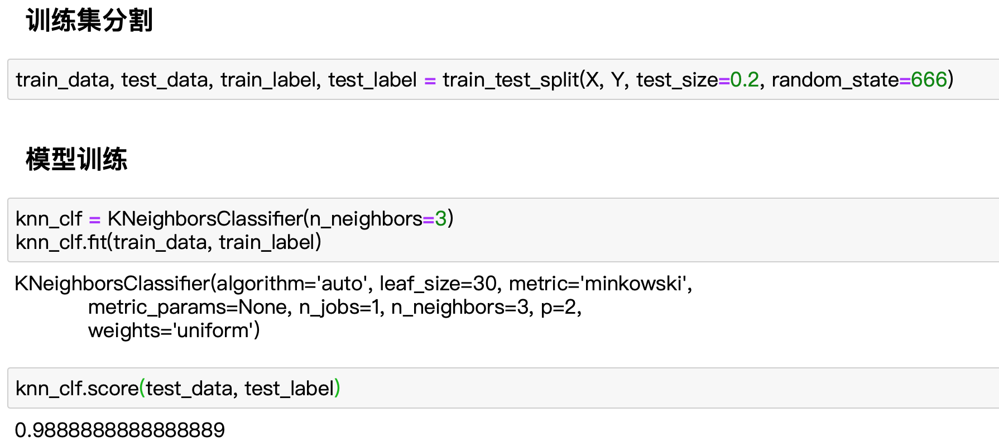 训练集分割
train_data, test_data, train_label, test_label = train_test_split(X, Y, test_size=0.2, random_state=666)
模型训练
knn_clf = KNeighborsClassifier(n_neighbors=3)
knn_clf.fit(train_data, train_label)
KNeighborsClassifier(algorithm='auto', leaf_size=30, metric='minkowski',
metric_params=None, n_jobs=1, n_neighbors=3, p=2,
weights='uniform')
knn_clf.score(test_data, test_label)
0.9888888888888889